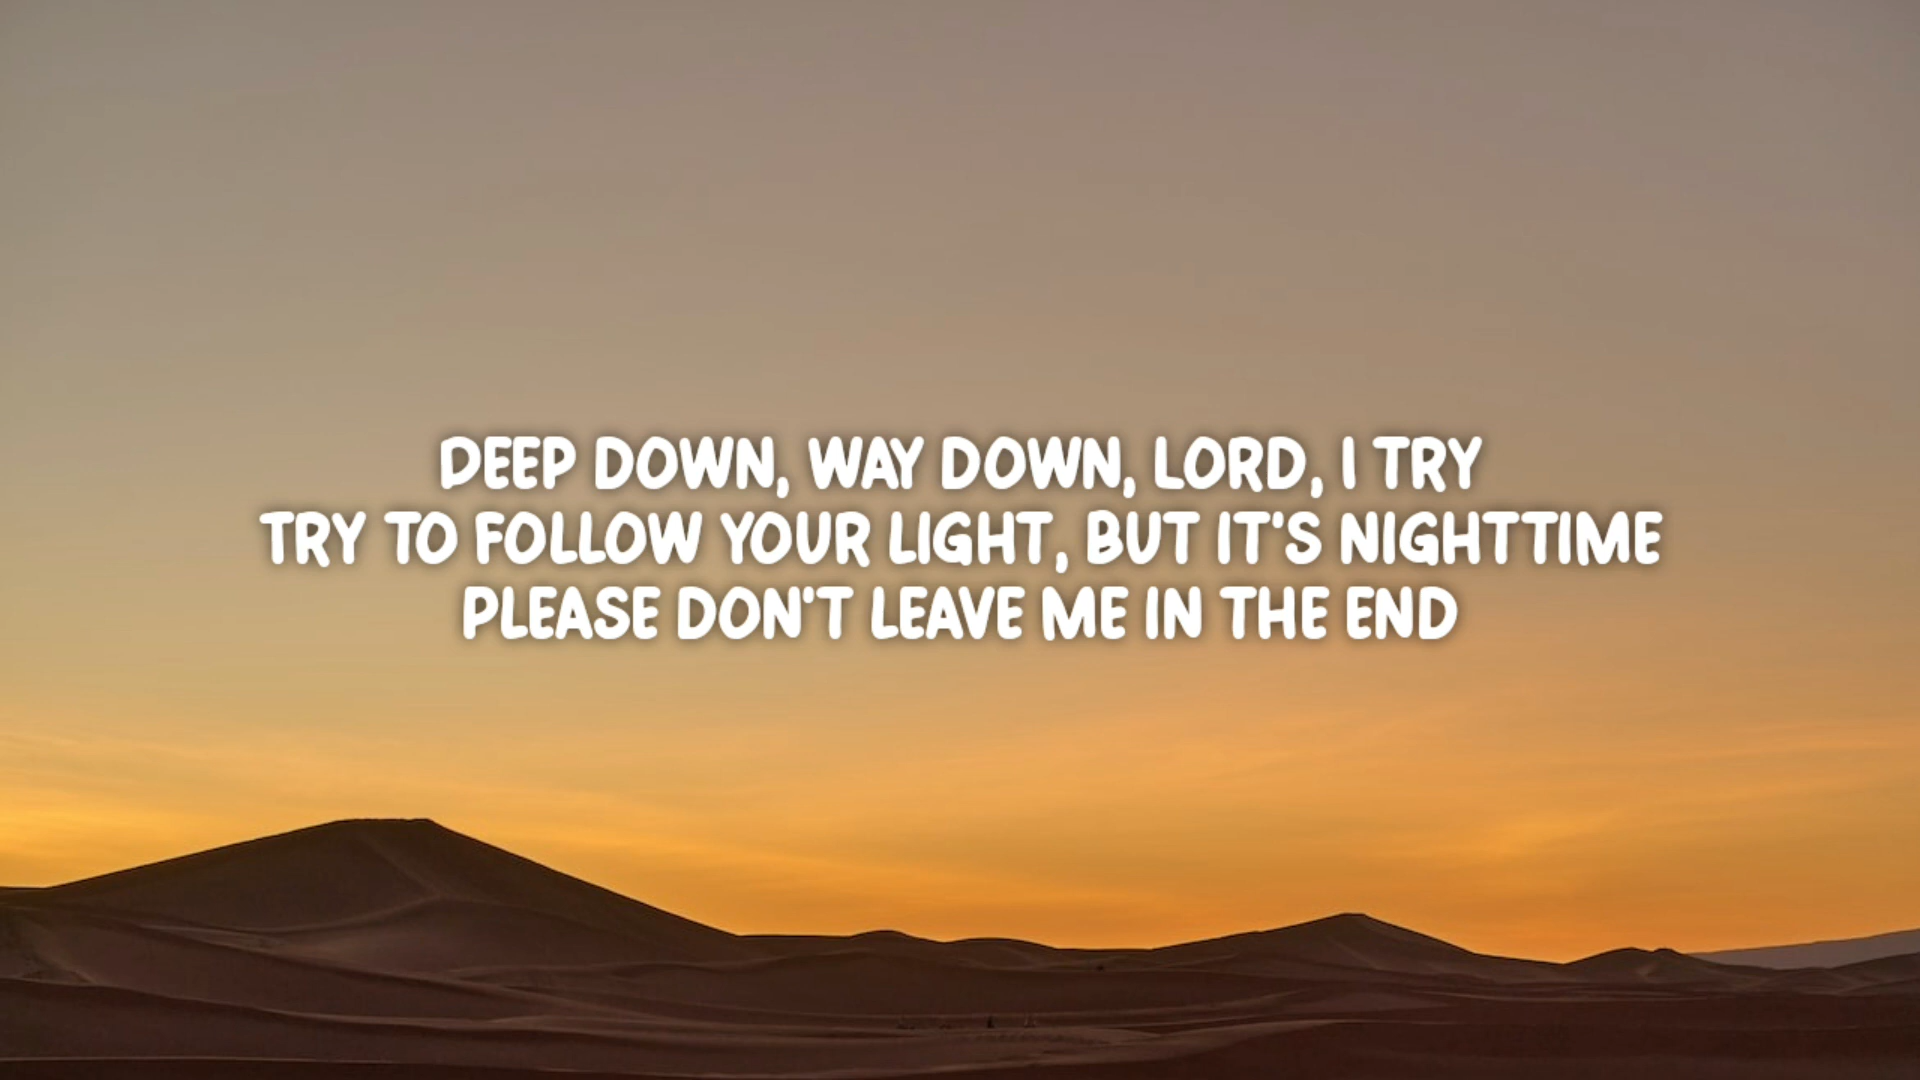 DEEP DOWN, WAY DOWN, LORD, I TRY
TRY TO FOLLOW YOUR LIGHT, BUT IT'S NIGHTTIME
PLEASE DON'T LEAVE ME IN THE END